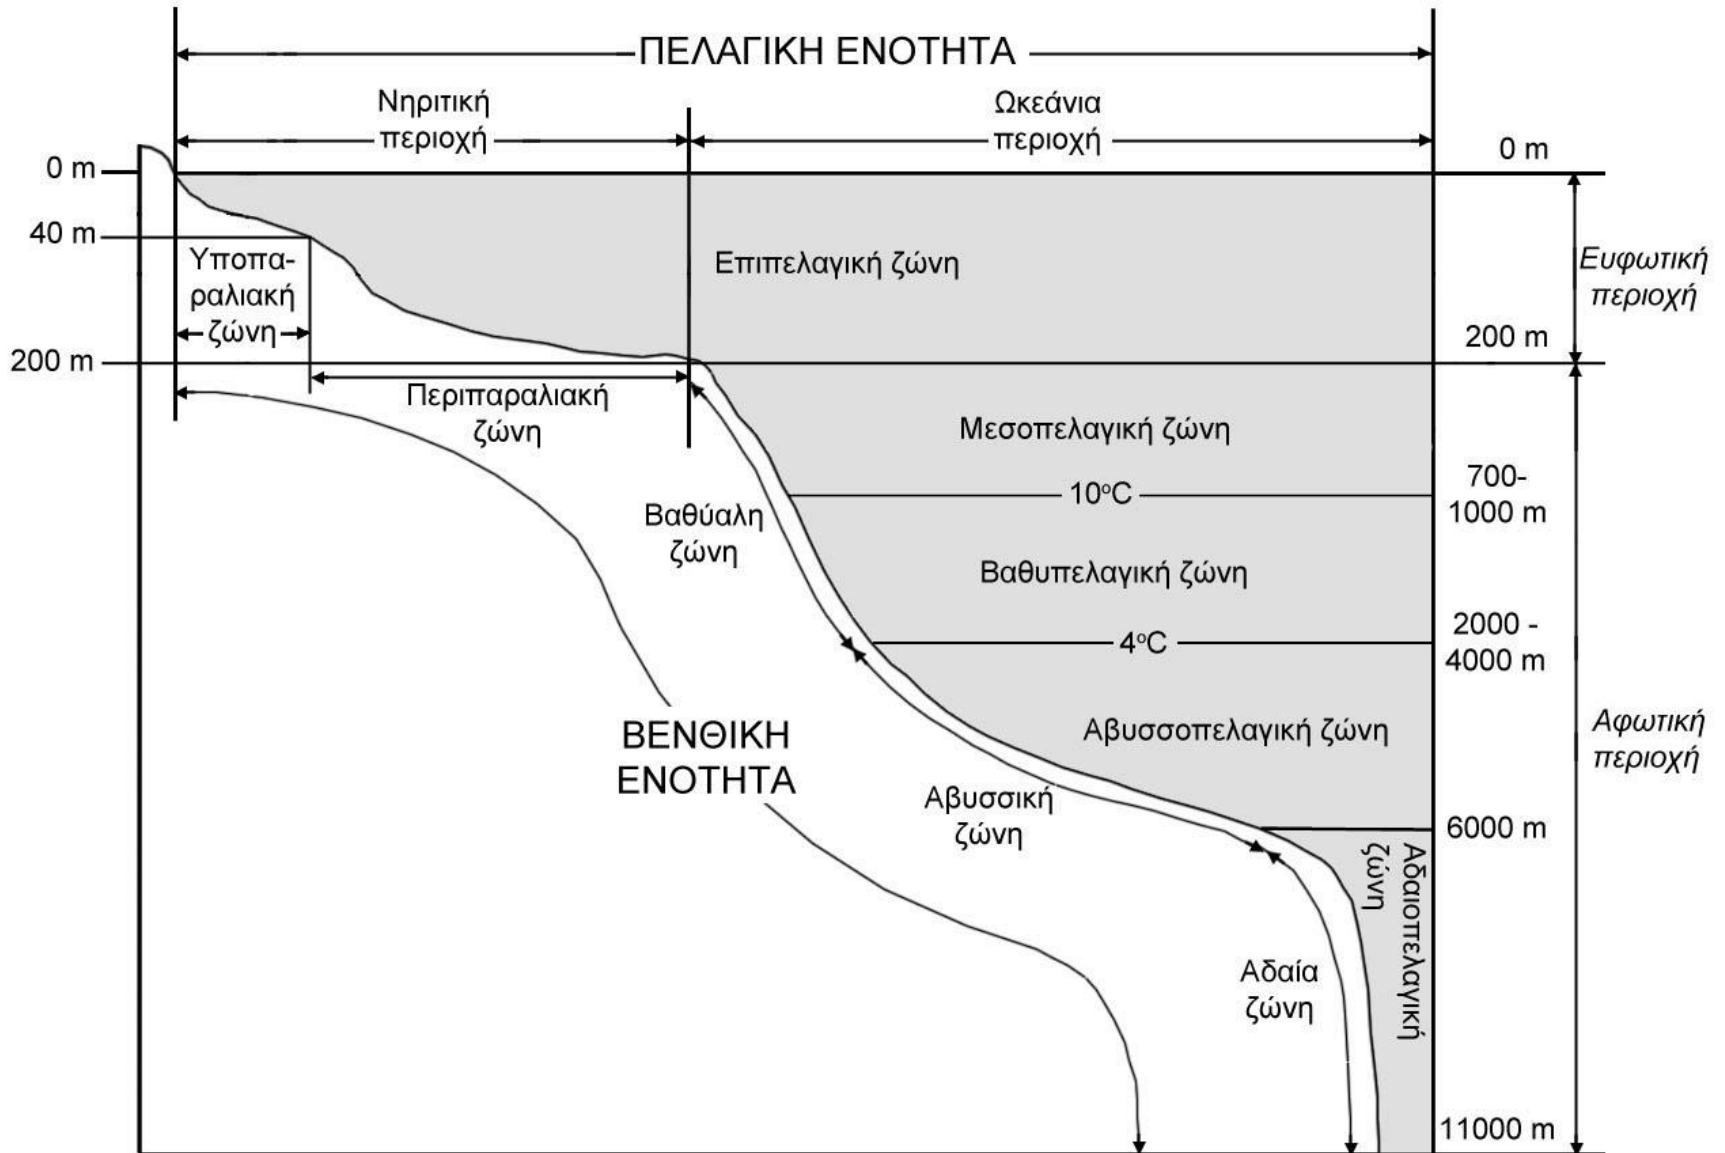 ΠΕΛΑΓΙΚΗ ΕΝΟΤΗΤΑ
Νηριτική
περιοχή
Ωκεάνια
περιοχή
0 m
0 m
40 m
Υποπα-
ραλιακή
ζώνη
Επιπελαγική ζώνη
Ευφωτική
περιοχή
200 m
200 m
Περιπαραλιακή
ζώνη
Μεσοπελαγική ζώνη
10°C
700-
1000 m
Βαθύαλη
ζώνη
Βαθυπελαγική ζώνη
4°C
2000 -
4000 m
ΒΕΝΘΙΚΗ
ΕΝΟΤΗΤΑ
Αβυσσοπελαγική ζώνη
Αφωτική
περιοχή
Αβυσσική
ζώνη
6000 m
Αδαιοπελαγική
ζώνη
Αδαία
ζώνη
11000 m